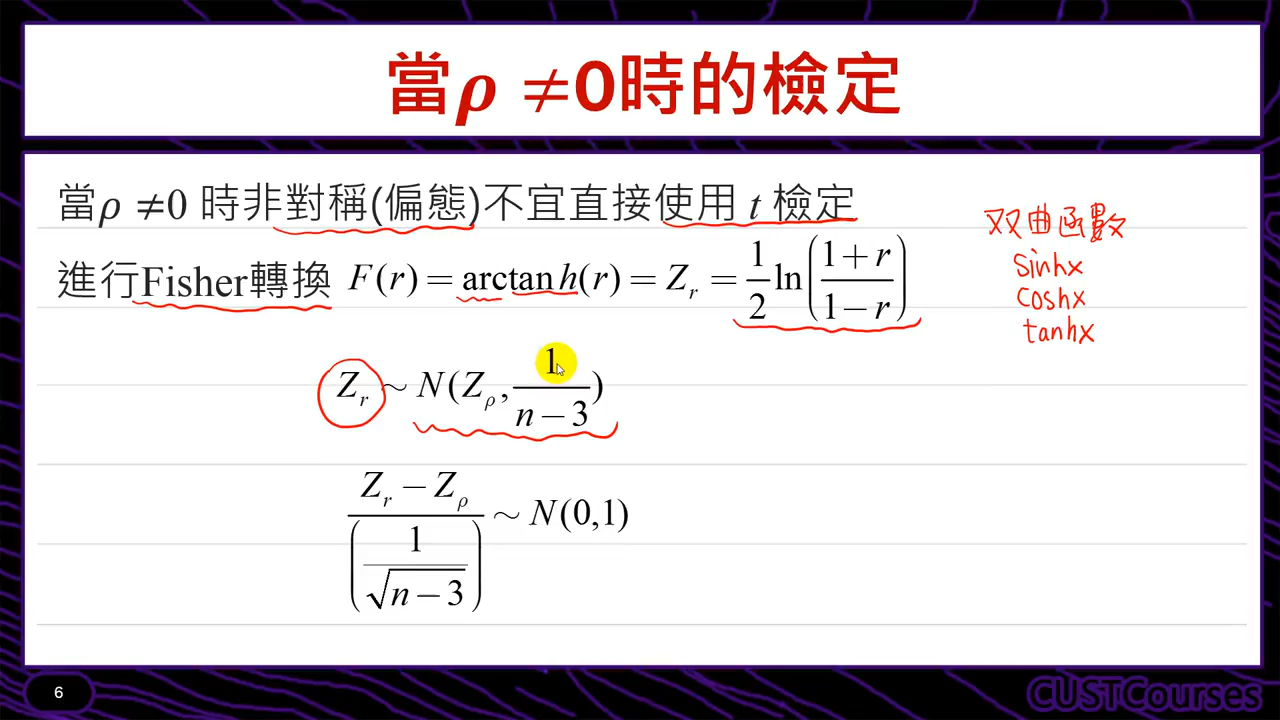 當ρ ≠0時的檢定
當ρ ≠0 時非對稱(偏態)不宜直接使用 t 檢定
進行Fisher轉換 F(r) = arctan h(r) = Z_r = 1/2 ln((1 + r)/(1 − r))
双曲函數
sinhx
coshx
tanhx
Z_r ~ N(Z_ρ, 1/(n − 3))
(Z_r − Z_ρ)/(1/√(n − 3)) ~ N(0,1)
6
CUSTCourses